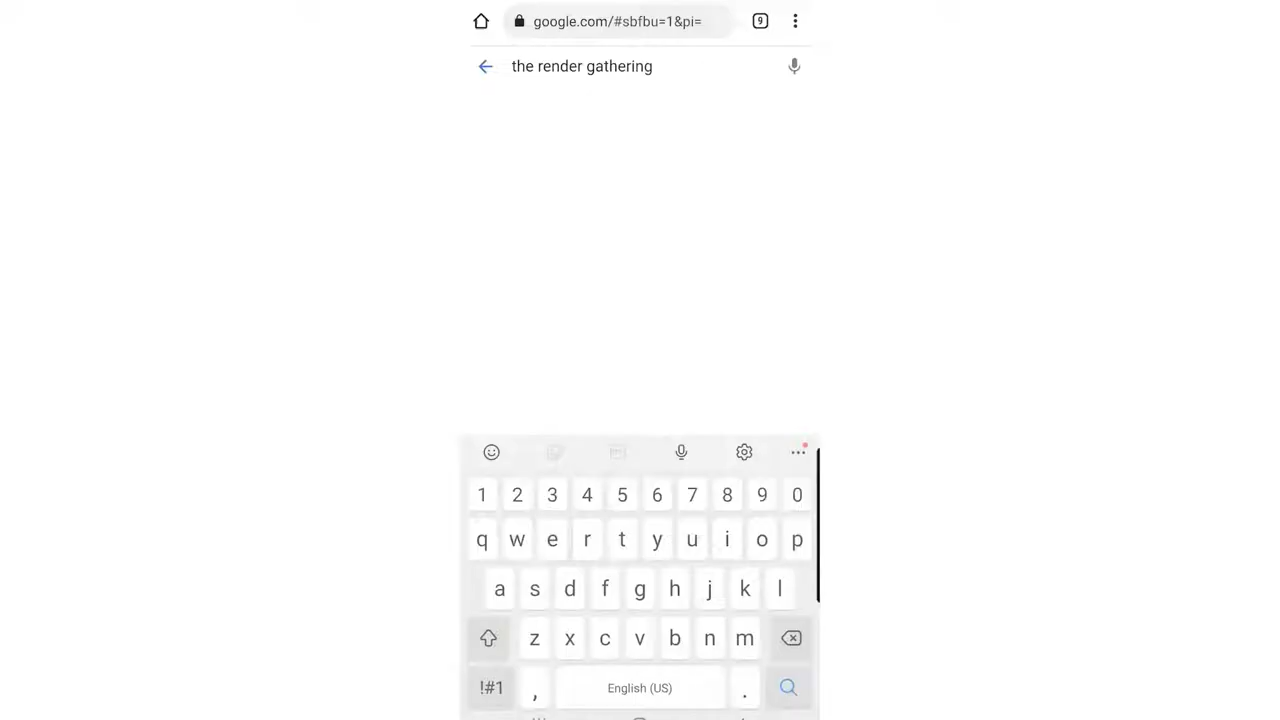 google.com/#sbfbu=1&pi=
9
the render gathering
1 2 3 4 5 6 7 8 9 0
q w e r t y u i o p
a s d f g h j k l
z x c v b n m
!#1 , English (US) .